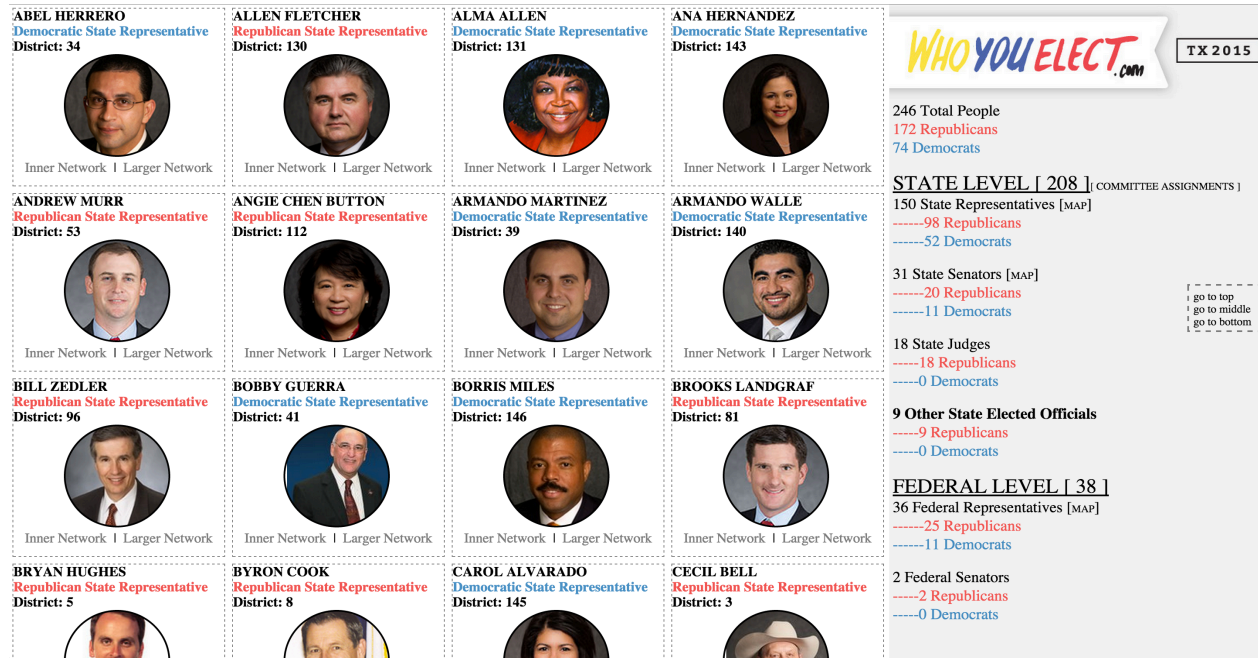 ABEL HERRERO
Democratic State Representative
District: 34
Inner Network | Larger Network
ALLEN FLETCHER
Republican State Representative
District: 130
Inner Network | Larger Network
ALMA ALLEN
Democratic State Representative
District: 131
Inner Network | Larger Network
ANA HERNANDEZ
Democratic State Representative
District: 143
Inner Network | Larger Network
ANDREW MURR
Republican State Representative
District: 53
Inner Network | Larger Network
ANGIE CHEN BUTTON
Republican State Representative
District: 112
Inner Network | Larger Network
ARMANDO MARTINEZ
Democratic State Representative
District: 39
Inner Network | Larger Network
ARMANDO WALLE
Democratic State Representative
District: 140
Inner Network | Larger Network
BILL ZEDLER
Republican State Representative
District: 96
Inner Network | Larger Network
BOBBY GUERRA
Democratic State Representative
District: 41
Inner Network | Larger Network
BORRIS MILES
Democratic State Representative
District: 146
Inner Network | Larger Network
BROOKS LANDGRAF
Republican State Representative
District: 81
Inner Network | Larger Network
BRYAN HUGHES
Republican State Representative
District: 5
BYRON COOK
Republican State Representative
District: 8
CAROL ALVARADO
Democratic State Representative
District: 145
CECIL BELL
Republican State Representative
District: 3
WHO YOU ELECT.com
TX 2015
246 Total People
172 Republicans
74 Democrats
STATE LEVEL [ 208 ] [ COMMITTEE ASSIGNMENTS ]
150 State Representatives [MAP]
------98 Republicans
------52 Democrats
31 State Senators [MAP]
------20 Republicans
------11 Democrats
18 State Judges
-----18 Republicans
-----0 Democrats
9 Other State Elected Officials
-----9 Republicans
-----0 Democrats
FEDERAL LEVEL [ 38 ]
36 Federal Representatives [MAP]
------25 Republicans
------11 Democrats
2 Federal Senators
-----2 Republicans
-----0 Democrats
go to top
go to middle
go to bottom